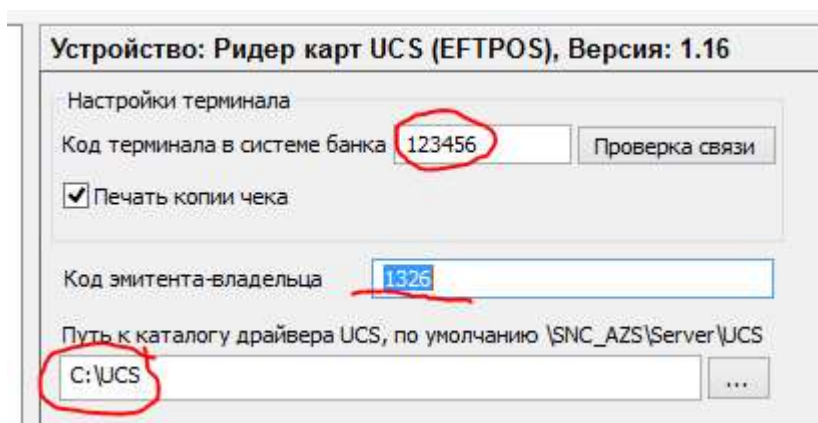 Устройство: Ридер карт UCS (EFTPOS), Версия: 1.16
Настройки терминала
Код терминала в системе банка 123456 Проверка связи
Печать копии чека
Код эмитента-владельца 1326
Путь к каталогу драйвера UCS, по умолчанию \SNC_AZS\Server\UCS
C:\UCS ...